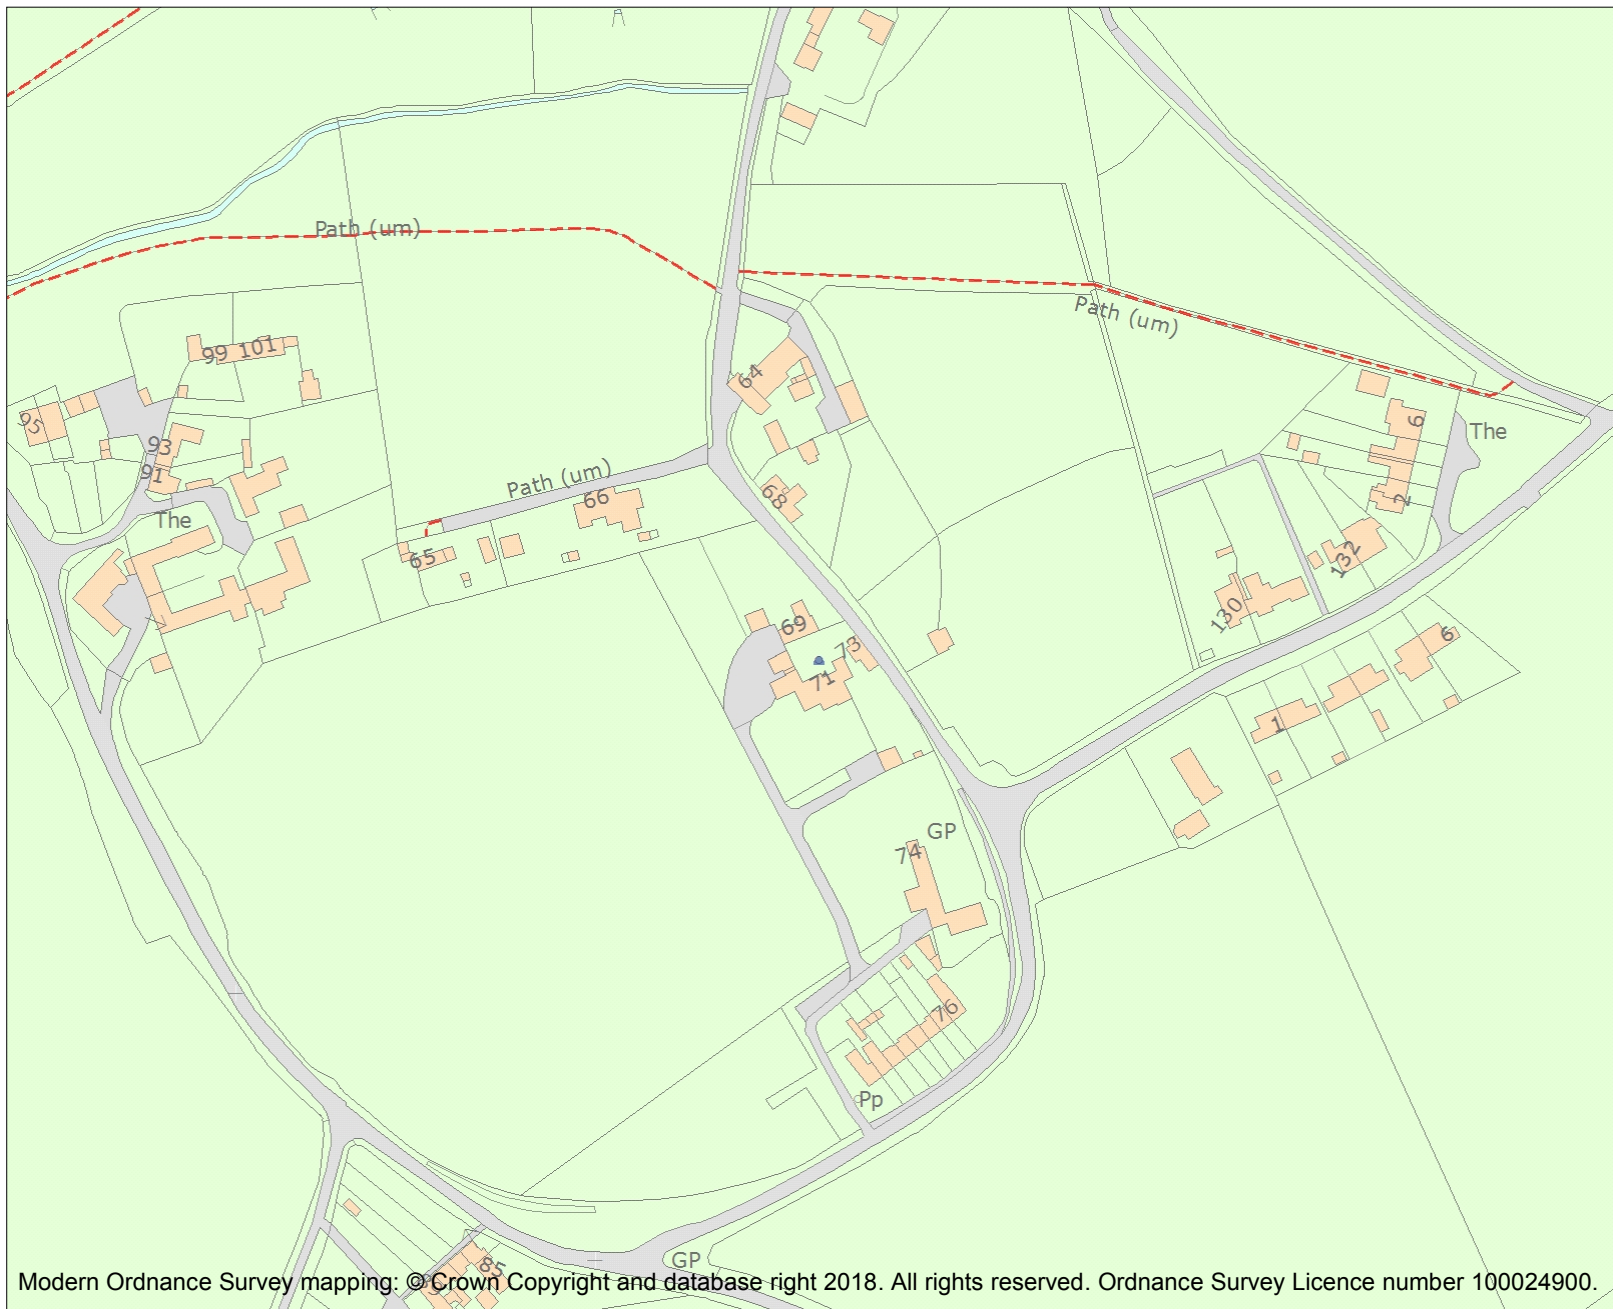 Path (um)
Path (um)
99 101
64
95
6
The
93
91
Path (um)
66
68
2
The
65
132
130
69
73
71
6
1
GP
74
76
Pp
GP
85
Modern Ordnance Survey mapping: © Crown Copyright and database right 2018. All rights reserved. Ordnance Survey Licence number 100024900.